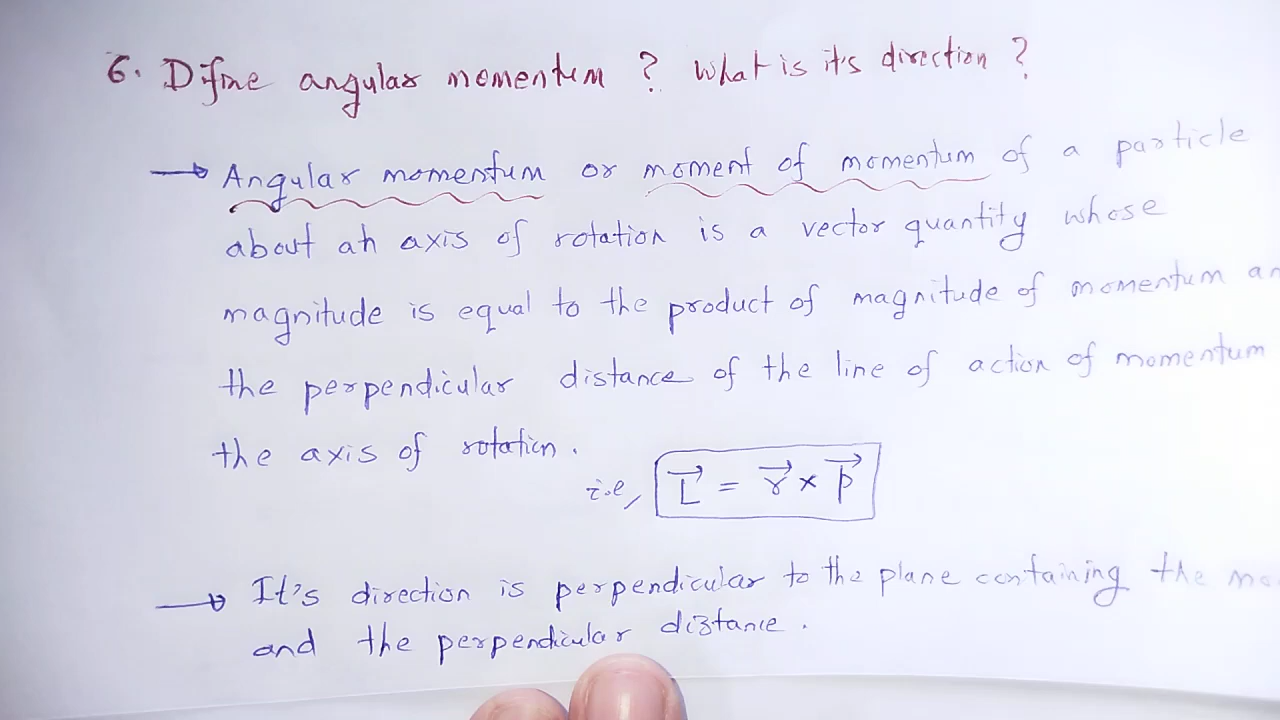 6. Difine angular momentum ? What is it's direction ?
→ Angular momentum or moment of momentum of a particle
about an axis of rotation is a vector quantity whose
magnitude is equal to the product of magnitude of momentum an
the perpendicular distance of the line of action of momentum
the axis of rotation.
i.e, L⃗ = r⃗ × p⃗
→ It's direction is perpendicular to the plane containing the mo
and the perpendicular distance.